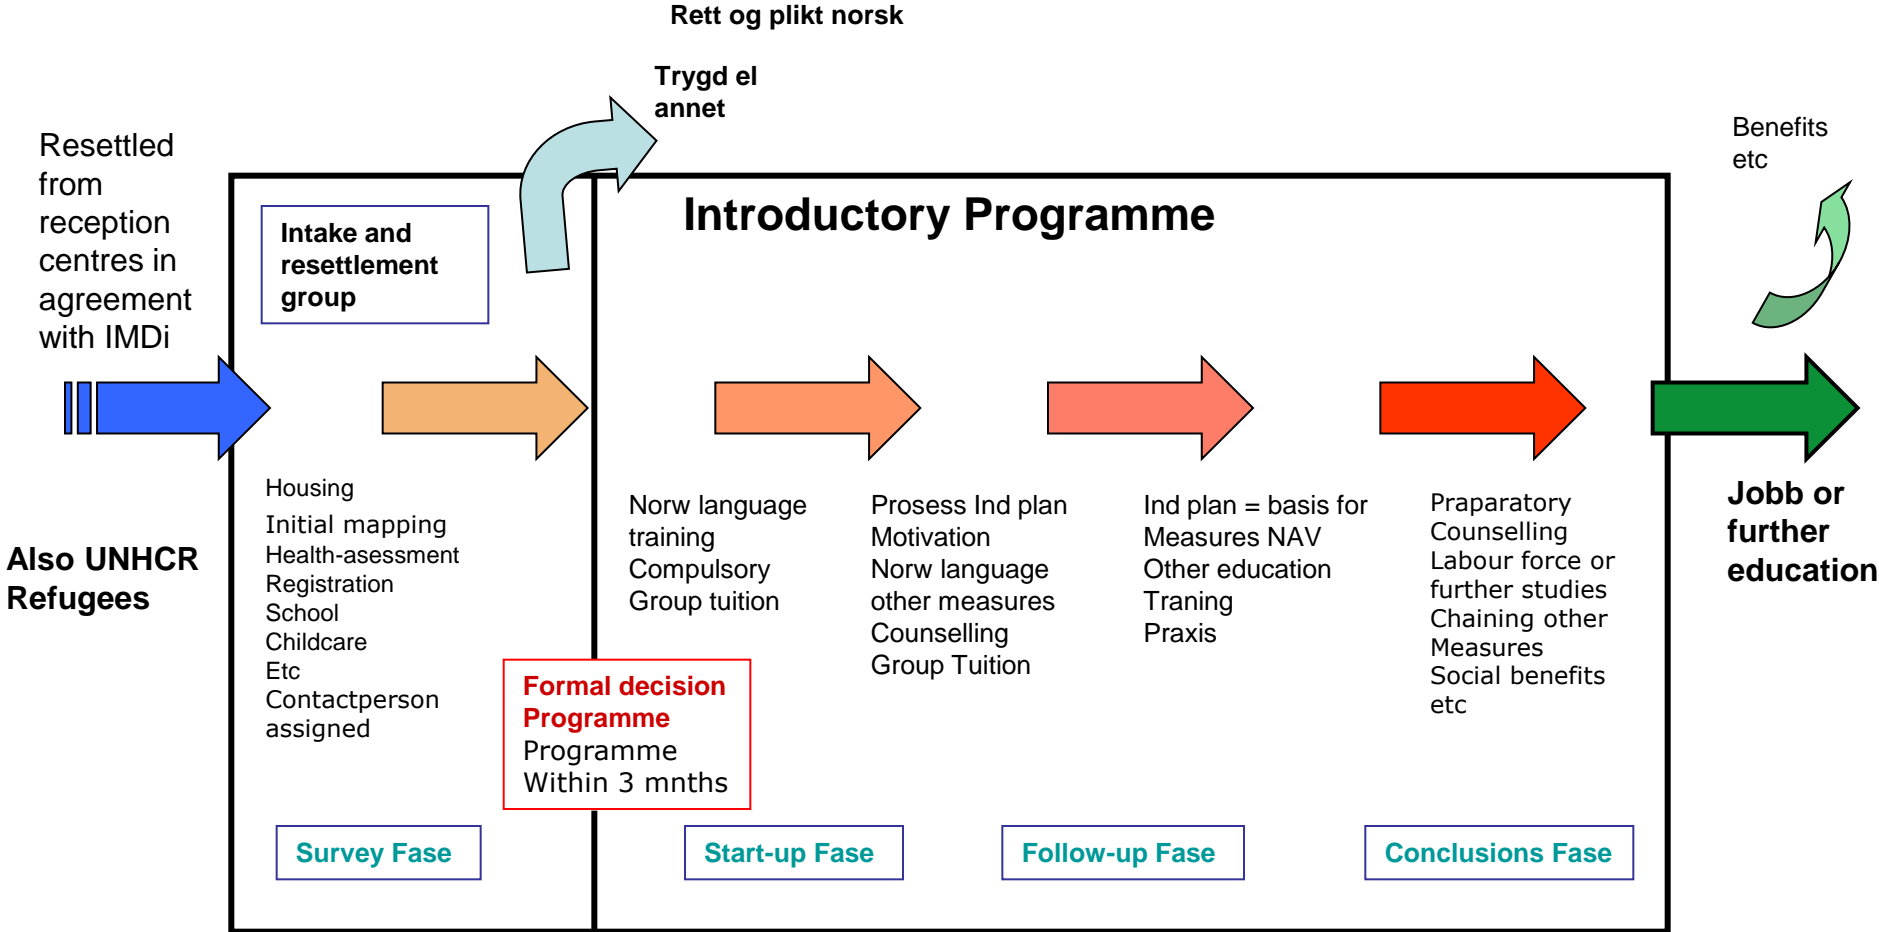 Rett og plikt norsk
Trygd el
annet
Resettled
from
reception
centres in
agreement
with IMDi
Also UNHCR
Refugees
Intake and
resettlement
group
Introductory Programme
Benefits
etc
Housing
Initial mapping
Health-asessment
Registration
School
Childcare
Etc
Contactperson
assigned
Formal decision
Programme
Programme
Within 3 mnths
Norw language
training
Compulsory
Group tuition
Prosess Ind plan
Motivation
Norw language
other measures
Counselling
Group Tuition
Ind plan = basis for
Measures NAV
Other education
Traning
Praxis
Praparatory
Counselling
Labour force or
further studies
Chaining other
Measures
Social benefits
etc
Jobb or
further
education
Survey Fase
Start-up Fase
Follow-up Fase
Conclusions Fase